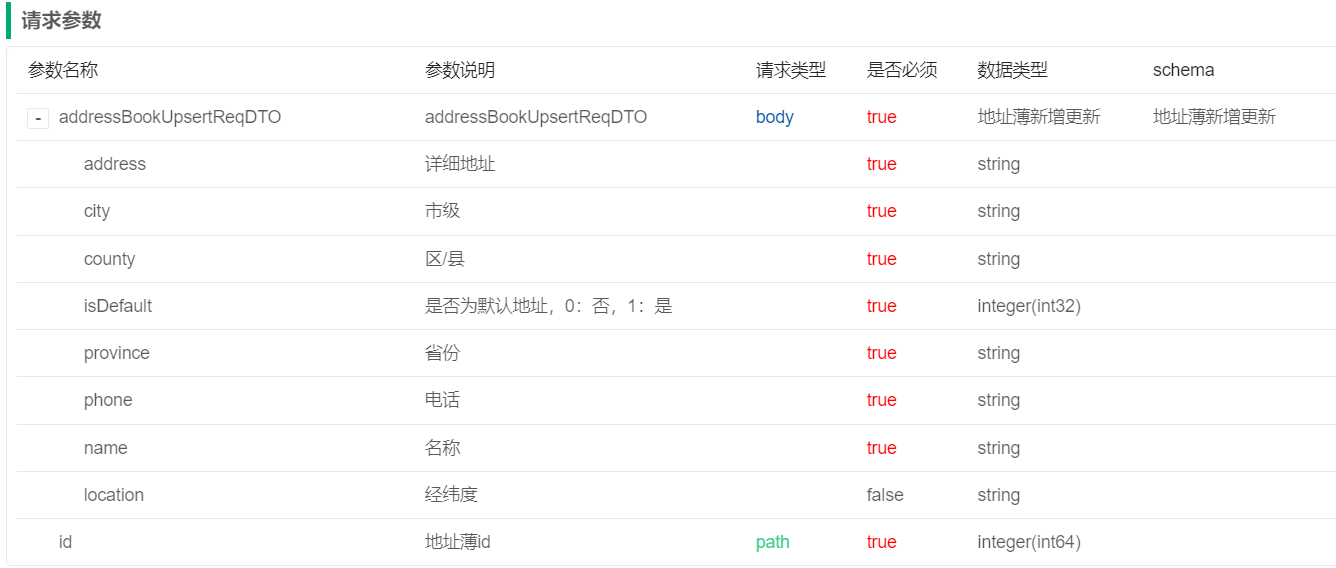 请求参数
参数名称 参数说明 请求类型 是否必须 数据类型 schema
- addressBookUpsertReqDTO addressBookUpsertReqDTO body true 地址薄新增更新 地址薄新增更新
address 详细地址 true string
city 市级 true string
county 区/县 true string
isDefault 是否为默认地址，0：否，1：是 true integer(int32)
province 省份 true string
phone 电话 true string
name 名称 true string
location 经纬度 false string
id 地址薄id path true integer(int64)